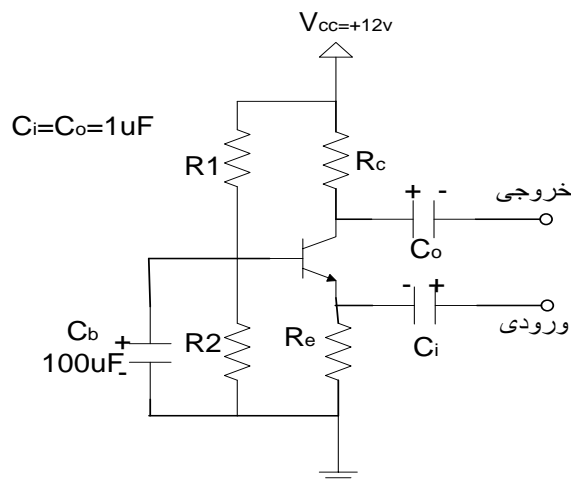 Vcc=+12v
Ci=Co=1uF
R1
Rc
+ -
خروجی
Co
- +
ورودی
Ci
Cb
+
100uF
-
R2
Re